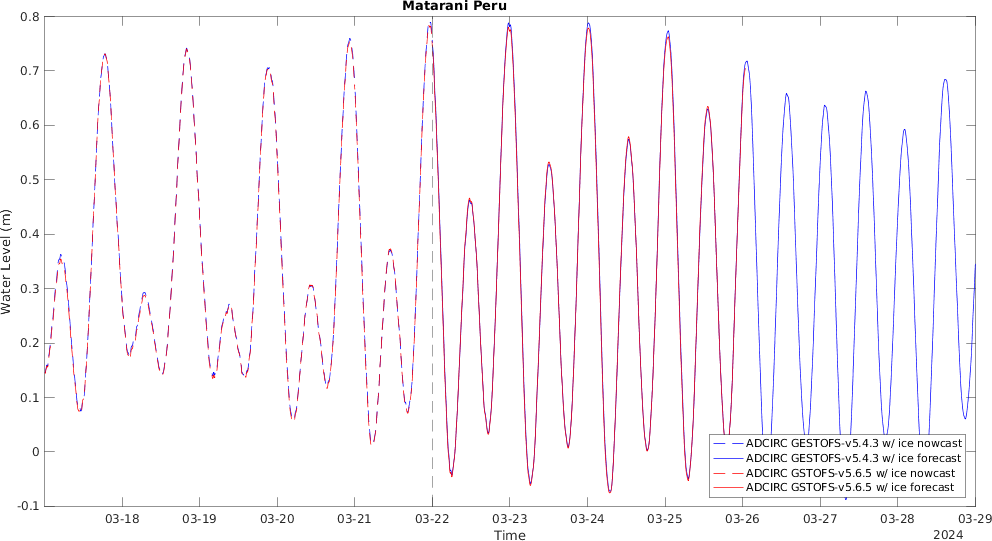 Matarani Peru
0.8
0.7
0.6
0.5
0.4
0.3
0.2
0.1
0
-0.1
Water Level (m)
ADCIRC GESTOFS-v5.4.3 w/ ice nowcast
ADCIRC GESTOFS-v5.4.3 w/ ice forecast
ADCIRC GSTOFS-v5.6.5 w/ ice nowcast
ADCIRC GSTOFS-v5.6.5 w/ ice forecast
03-18 03-19 03-20 03-21 03-22 03-23 03-24 03-25 03-26 03-27 03-28 03-29
Time
2024